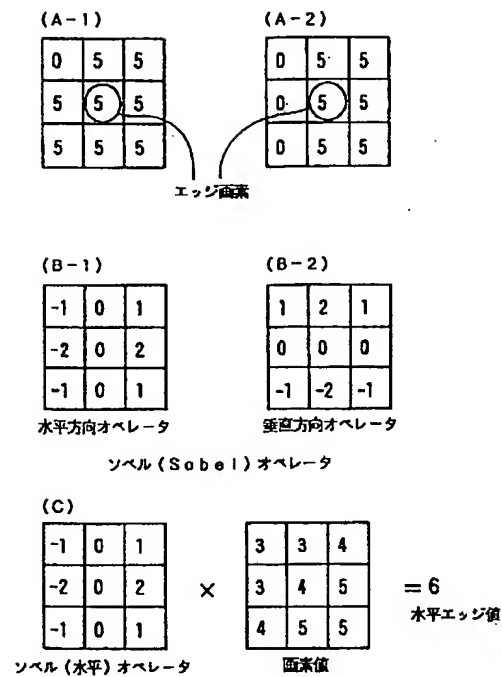 (A-1) (A-2)
0 5 5 0 5 5
5 5 5 0 5 5
5 5 5 0 5 5
エッジ画素
(B-1) (B-2)
-1 0 1 1 2 1
-2 0 2 0 0 0
-1 0 1 -1 -2 -1
水平方向オペレータ 垂直方向オペレータ
ソベル(Sobel)オペレータ
(C)
-1 0 1 3 3 4
-2 0 2 × 3 4 5 =6
-1 0 1 4 5 5 水平エッジ値
ソベル(水平)オペレータ 画素値